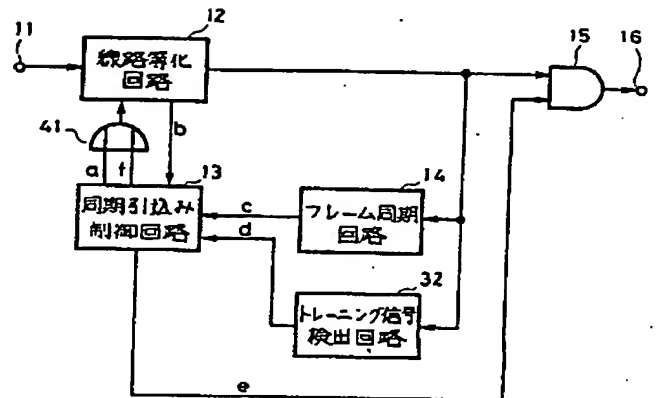 11
12
線路等化
回路
15
16
41
b
a
f
13
同期引込み
制御回路
c
d
14
フレーム同期
回路
32
トレーニング信号
検出回路
e